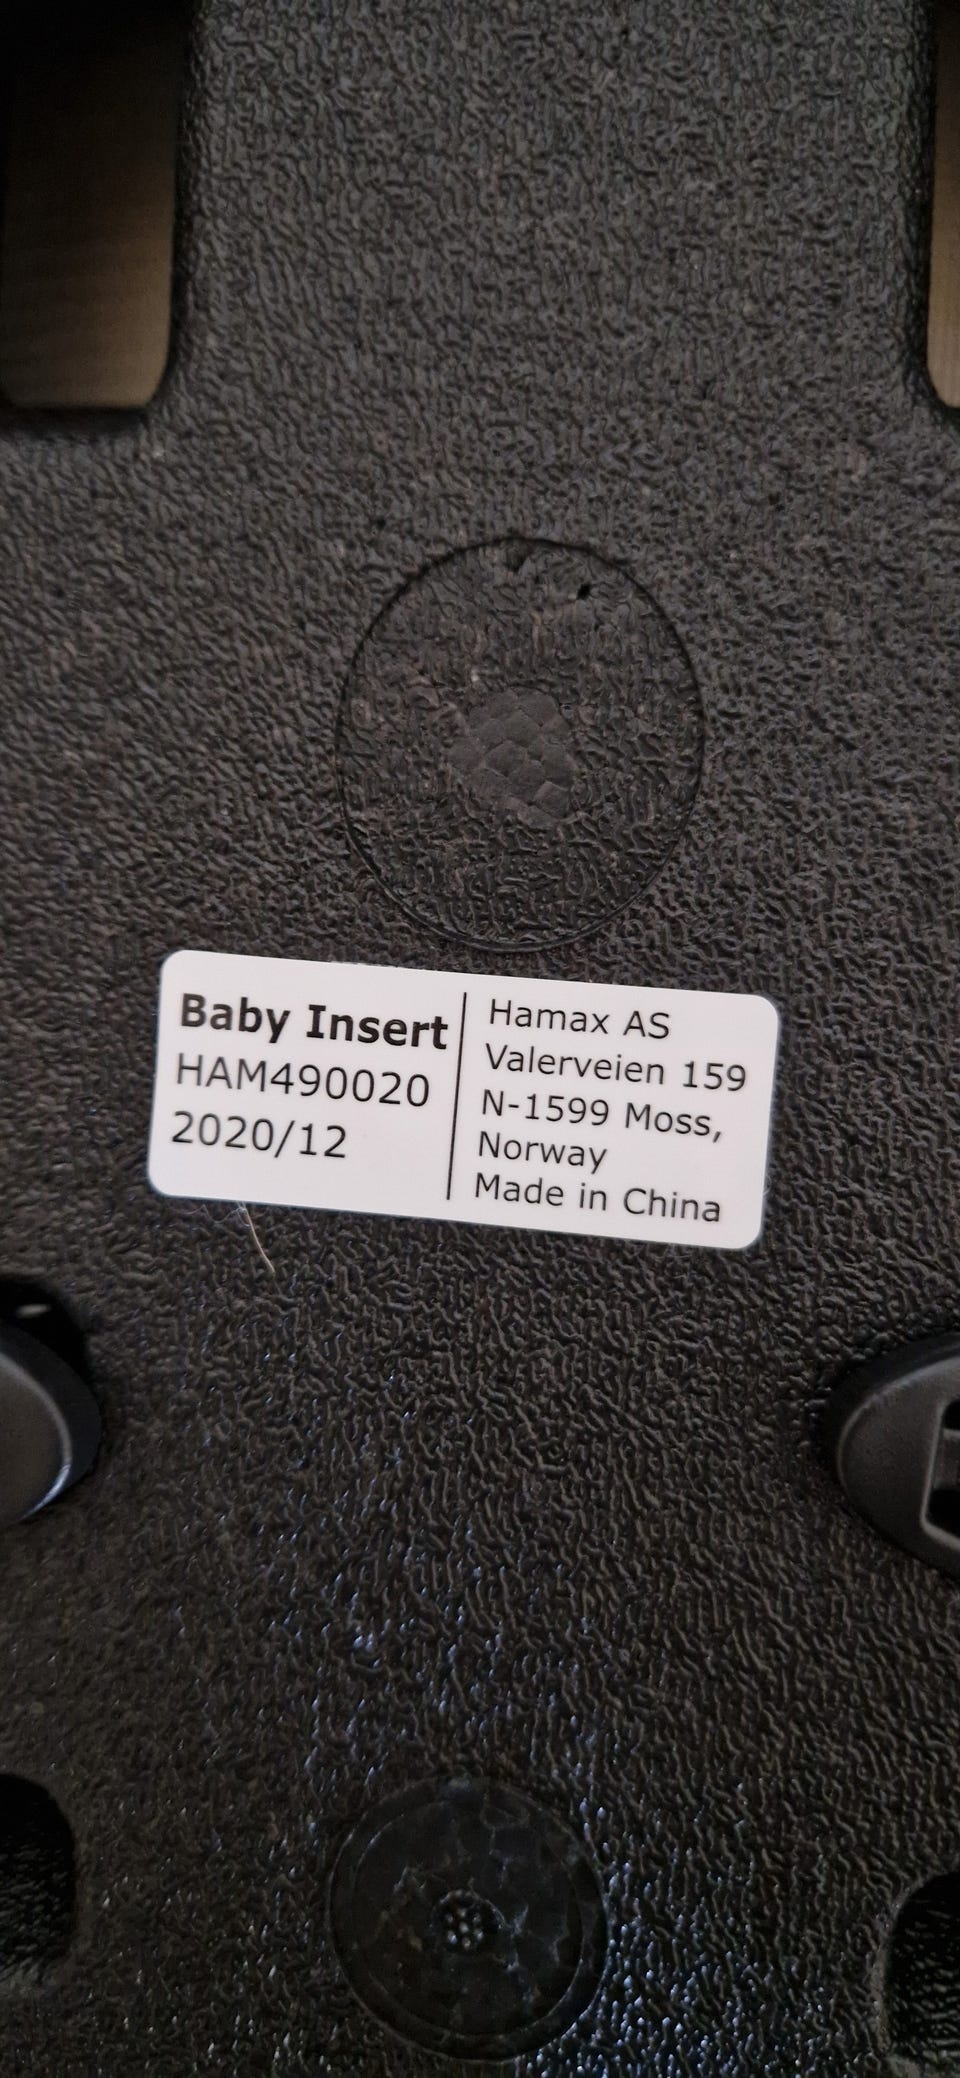 Baby Insert
HAM490020
2020/12
Hamax AS
Valerveien 159
N-1599 Moss,
Norway
Made in China